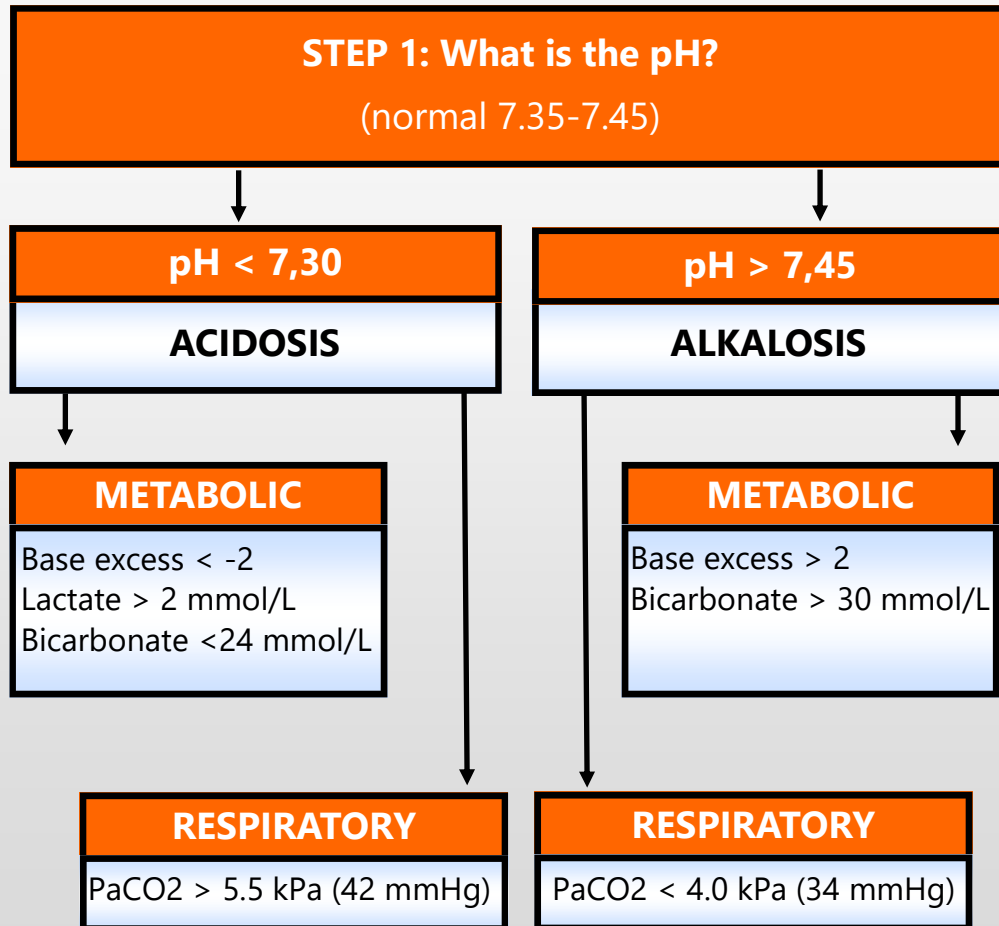 STEP 1: What is the pH?
(normal 7.35-7.45)
pH < 7,30
ACIDOSIS
pH > 7,45
ALKALOSIS
METABOLIC
Base excess < -2
Lactate > 2 mmol/L
Bicarbonate <24 mmol/L
METABOLIC
Base excess > 2
Bicarbonate > 30 mmol/L
RESPIRATORY
PaCO2 > 5.5 kPa (42 mmHg)
RESPIRATORY
PaCO2 < 4.0 kPa (34 mmHg)